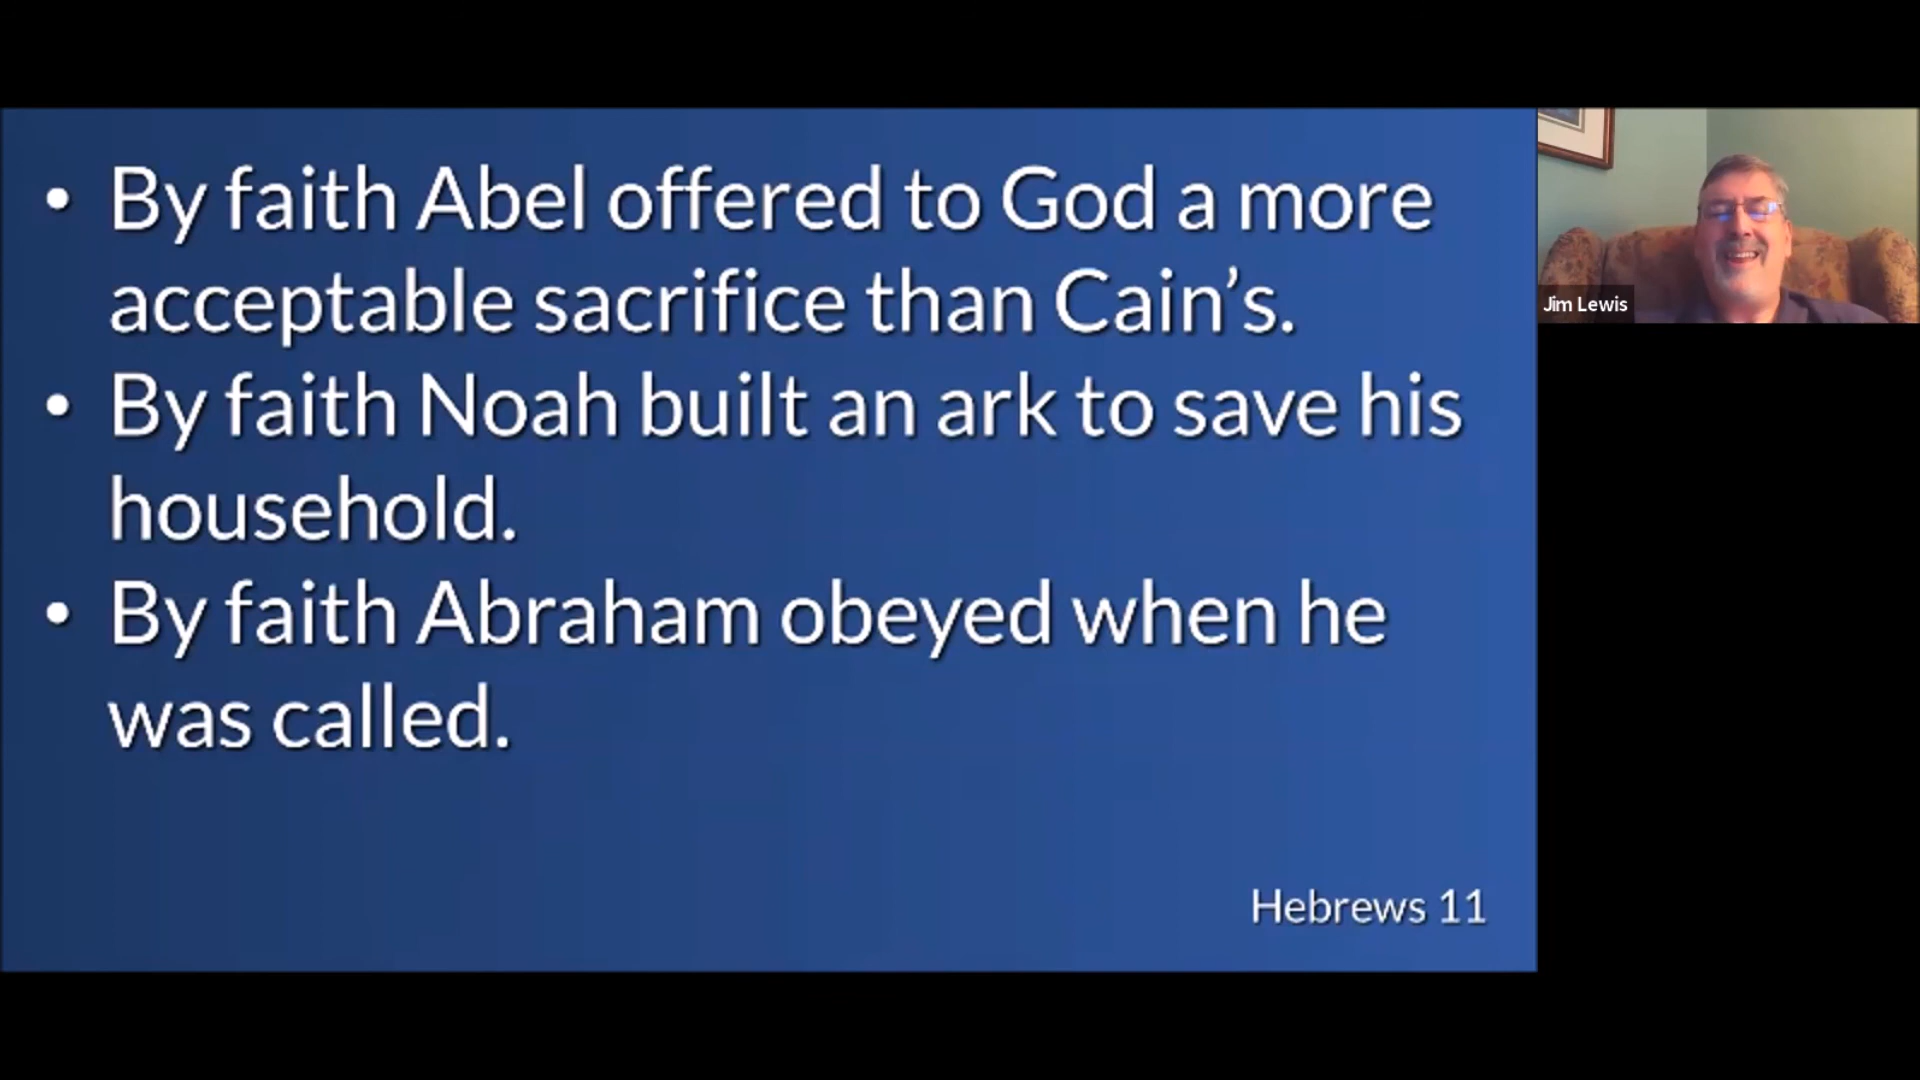 • By faith Abel offered to God a more
acceptable sacrifice than Cain’s.
• By faith Noah built an ark to save his
household.
• By faith Abraham obeyed when he
was called.
Hebrews 11
Jim Lewis